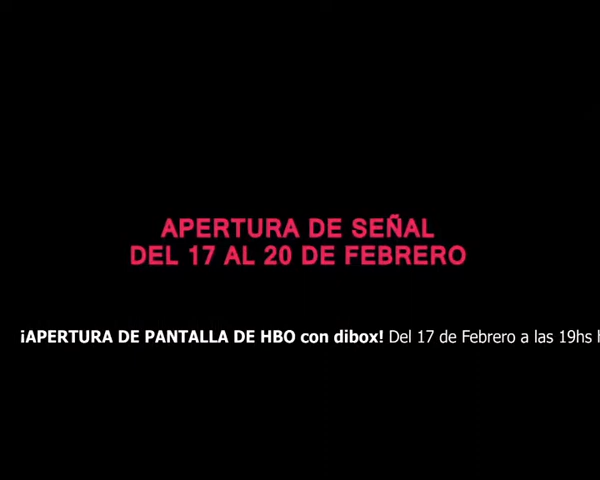 APERTURA DE SEÑAL
DEL 17 AL 20 DE FEBRERO
¡APERTURA DE PANTALLA DE HBO con dibox! Del 17 de Febrero a las 19hs